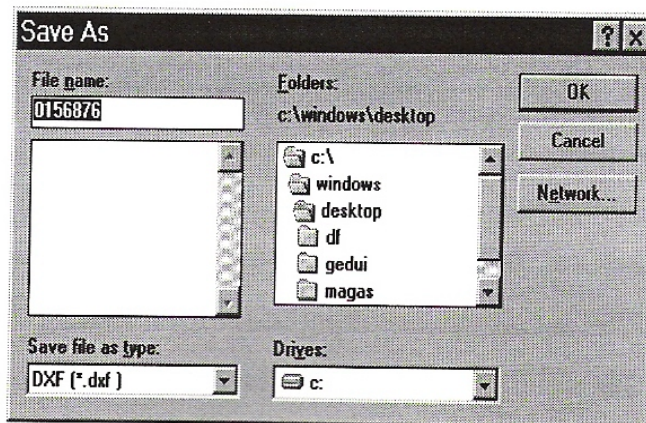 Save As
File name:
0156876
Folders:
c:\windows\desktop
c:\
windows
desktop
df
gedui
magas
OK
Cancel
Network...
Save file as type:
DXF (*.dxf )
Drives:
c: